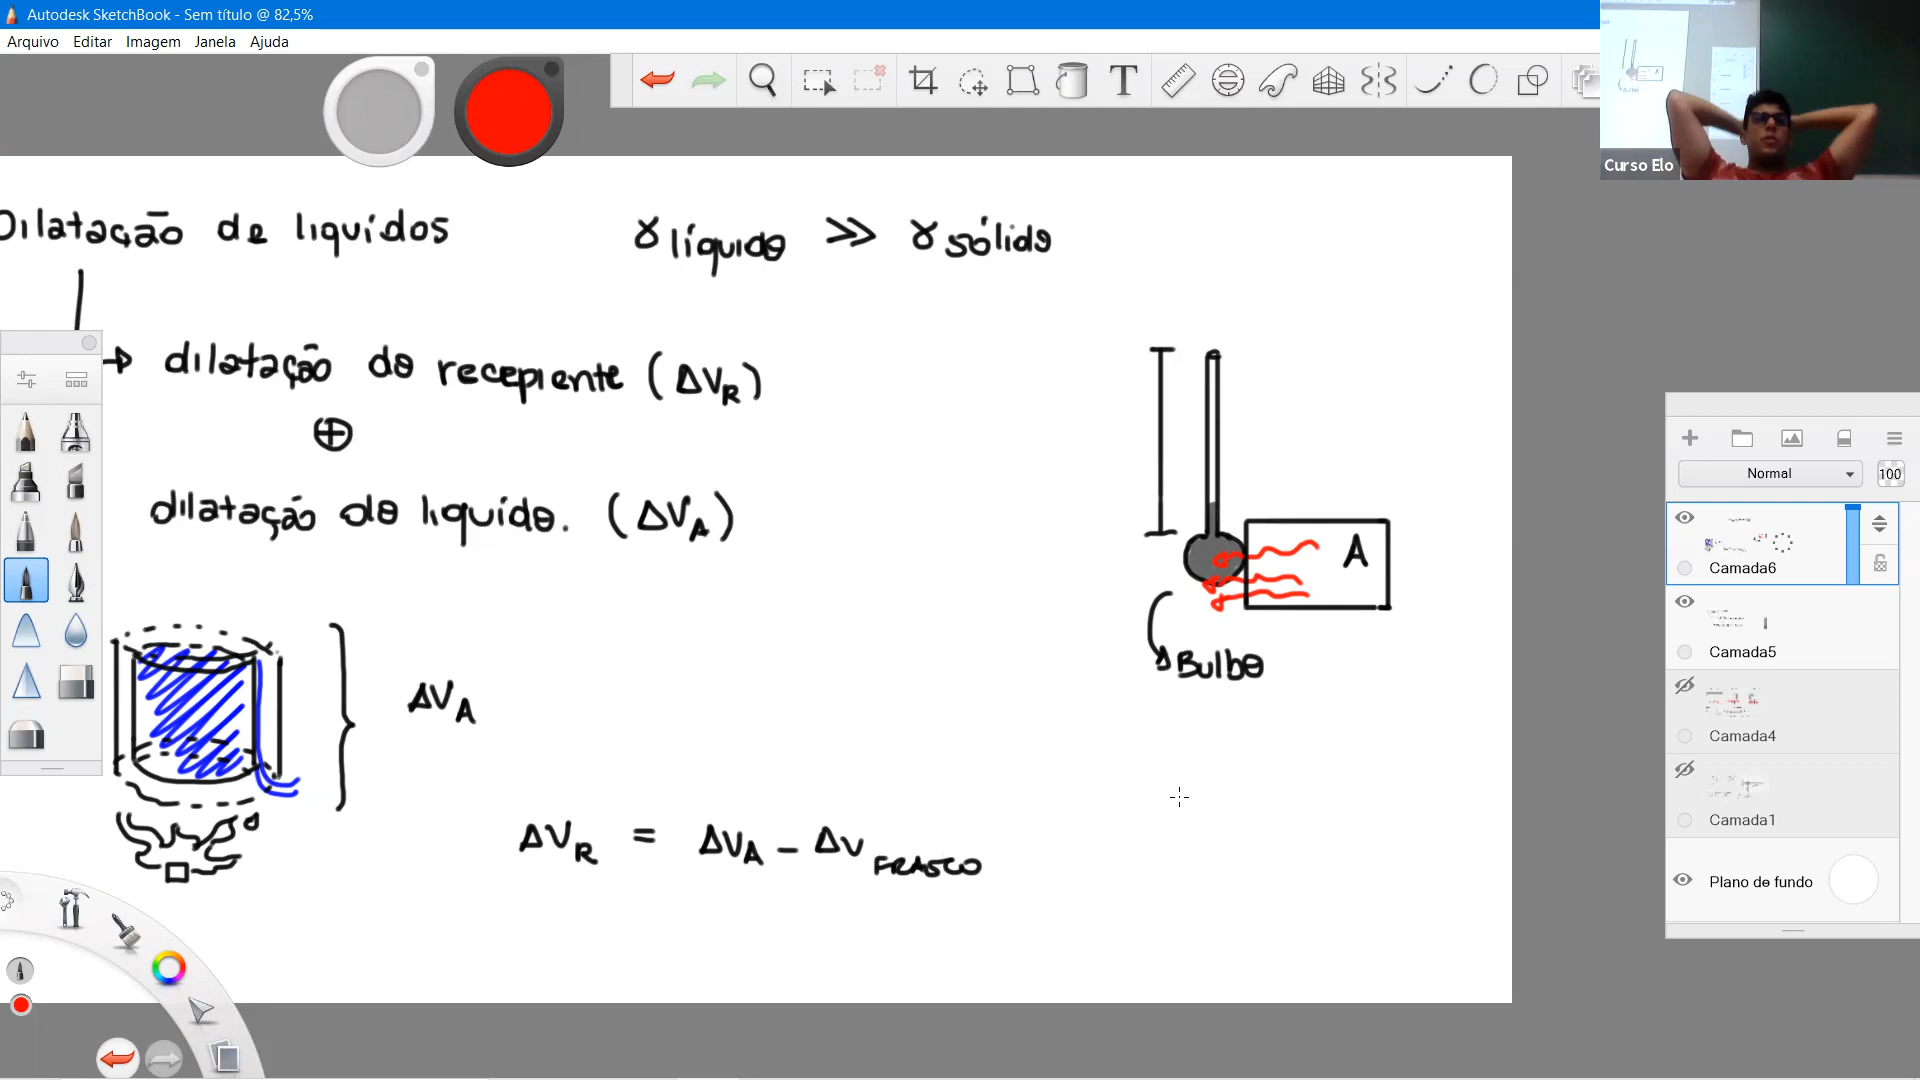 Autodesk SketchBook - Sem título @ 82,5%
Arquivo Editar Imagem Janela Ajuda
T
Curso Elo
Dilatação de líquidos
γ líquido >> γ sólido
→ dilatação do recepiente (ΔVR)
⊕
dilatação do líquido. (ΔVA)
A
Bulbo
ΔVA
ΔVR = ΔVA - ΔV FRASCO
Normal
100
Camada6
Camada5
Camada4
Camada1
Plano de fundo